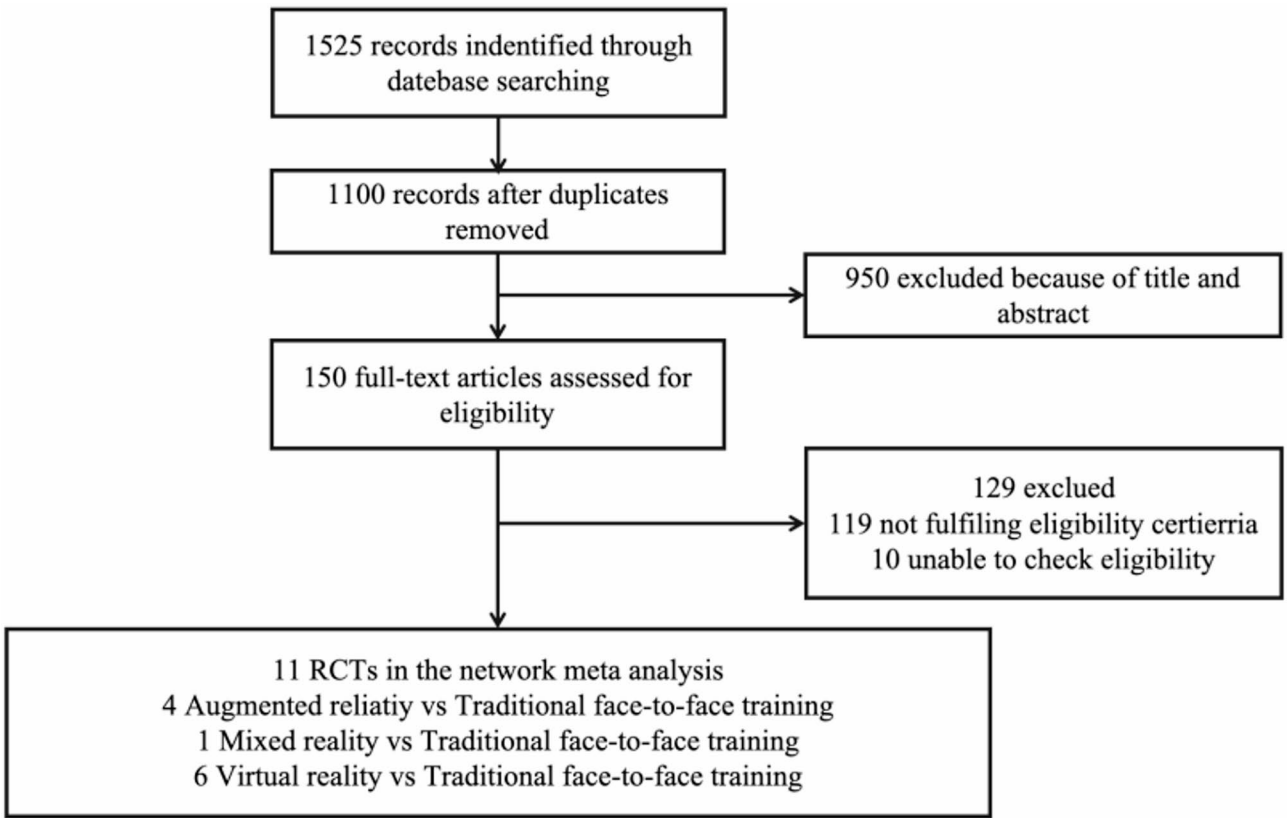 1525 records indentified through
datebase searching
1100 records after duplicates
removed
950 excluded because of title and
abstract
150 full-text articles assessed for
eligibility
129 exclued
119 not fulfiling eligibility certierria
10 unable to check eligibility
11 RCTs in the network meta analysis
4 Augmented reliatiy vs Traditional face-to-face training
1 Mixed reality vs Traditional face-to-face training
6 Virtual reality vs Traditional face-to-face training